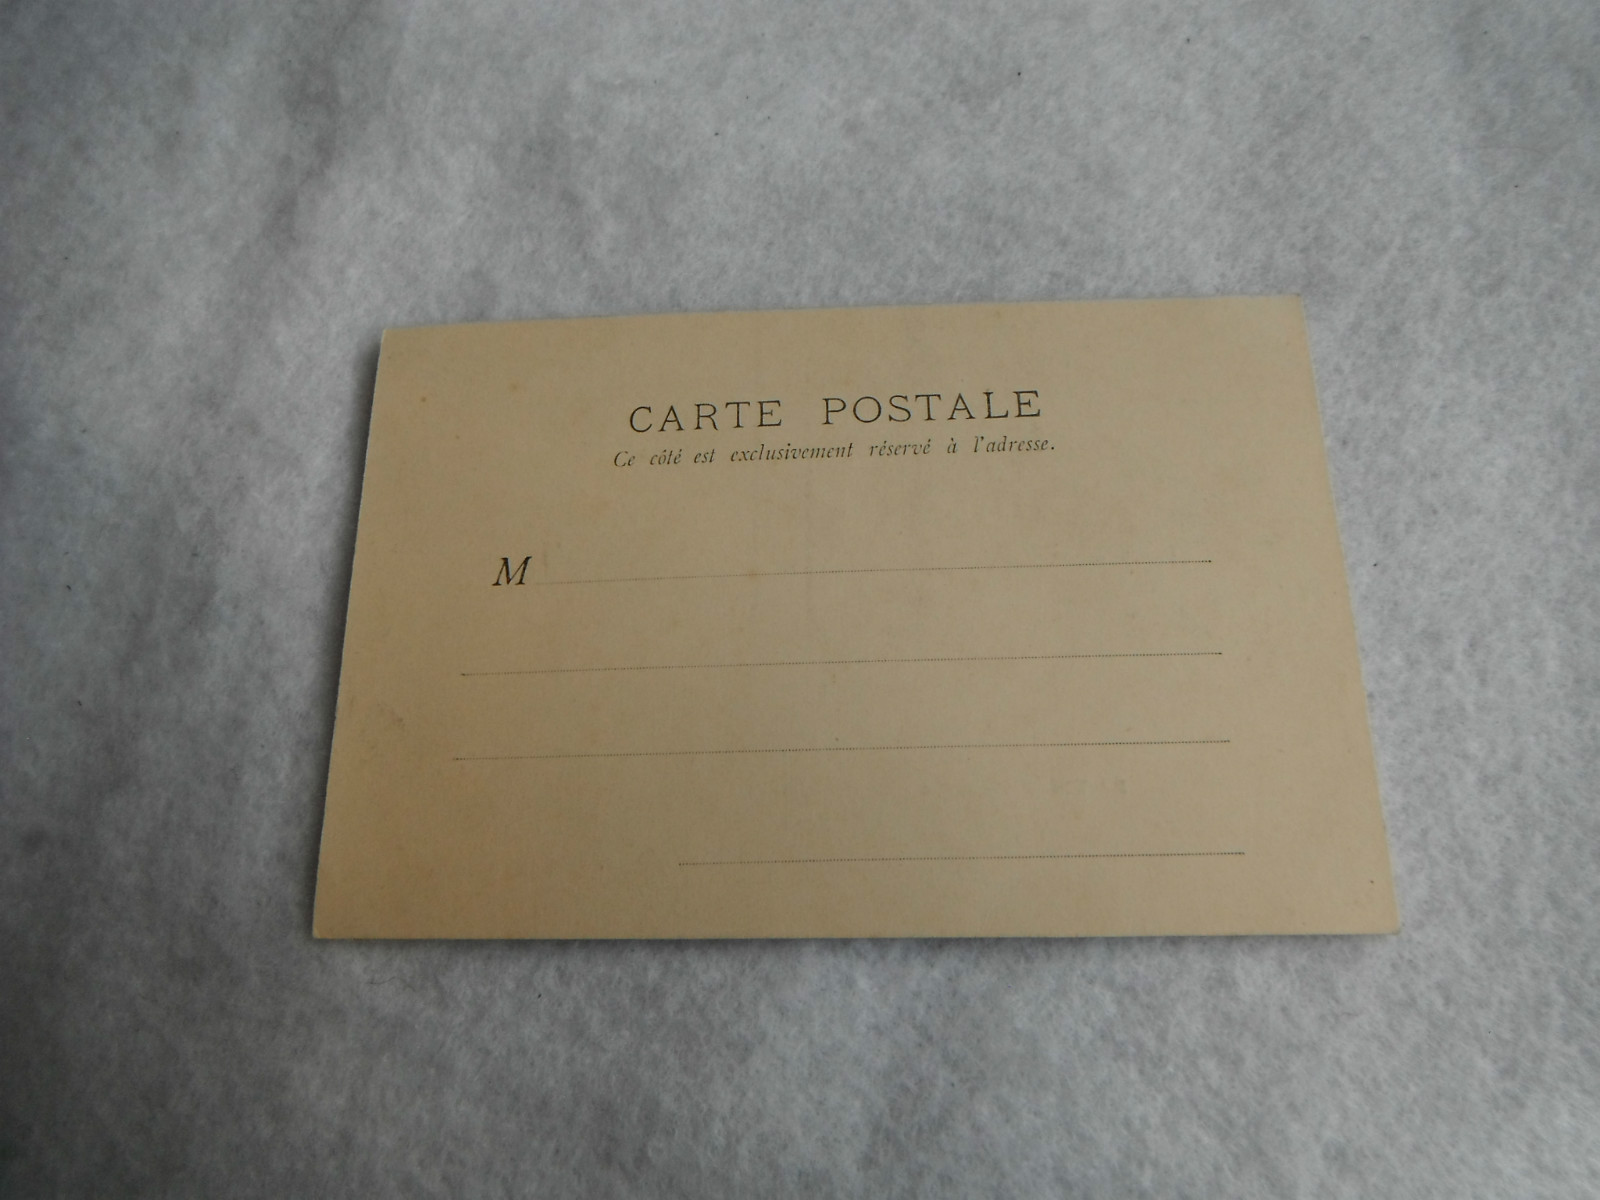 CARTE POSTALE
Ce côté est exclusivement réservé à l'adresse.
M